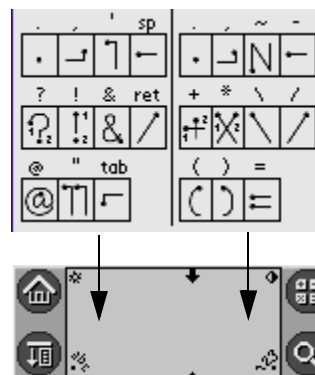 . , ' sp . , ~ -
? ! & ret + * \ /
@ " tab ( ) =